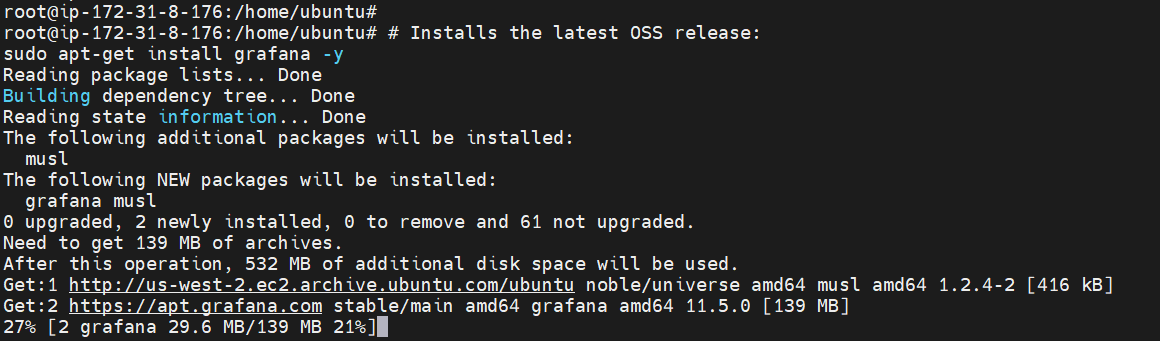 root@ip-172-31-8-176:/home/ubuntu#
root@ip-172-31-8-176:/home/ubuntu# # Installs the latest OSS release:
sudo apt-get install grafana -y
Reading package lists... Done
Building dependency tree... Done
Reading state information... Done
The following additional packages will be installed:
  musl
The following NEW packages will be installed:
  grafana musl
0 upgraded, 2 newly installed, 0 to remove and 61 not upgraded.
Need to get 139 MB of archives.
After this operation, 532 MB of additional disk space will be used.
Get:1 http://us-west-2.ec2.archive.ubuntu.com/ubuntu noble/universe amd64 musl amd64 1.2.4-2 [416 kB]
Get:2 https://apt.grafana.com stable/main amd64 grafana amd64 11.5.0 [139 MB]
27% [2 grafana 29.6 MB/139 MB 21%]